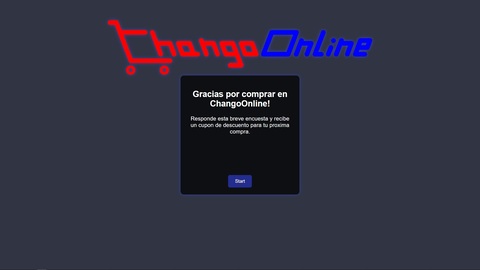 ChangoOnline
Gracias por comprar en
ChangoOnline!
Responde esta breve encuesta y recibe
un cupon de descuento para tu proxima
compra.
Start